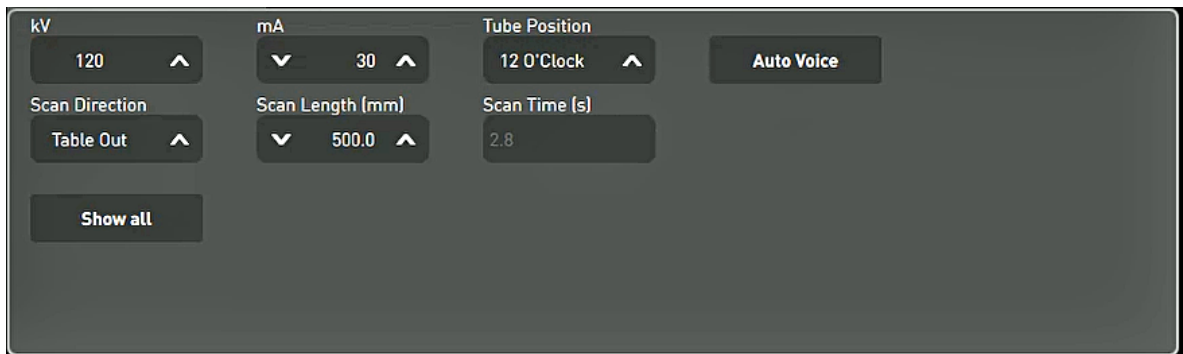 kV mA Tube Position
120 30 12 O'Clock Auto Voice
Scan Direction Scan Length (mm) Scan Time (s)
Table Out 500.0 2.8
Show all